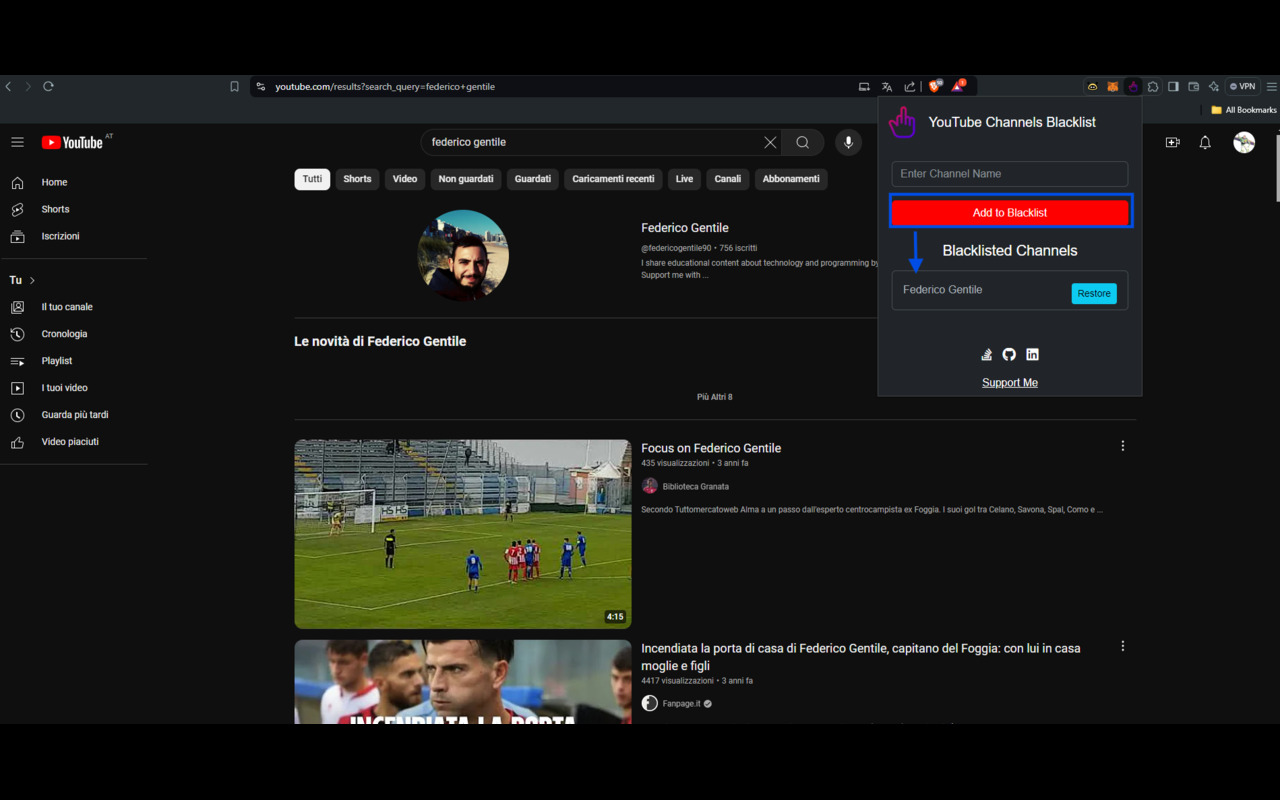 youtube.com/results?search_query=federico+gentile
VPN
All Bookmarks
YouTube AT
federico gentile
Home
Shorts
Iscrizioni
Tu
Il tuo canale
Cronologia
Playlist
I tuoi video
Guarda più tardi
Video piaciuti
Tutti
Shorts
Video
Non guardati
Guardati
Caricamenti recenti
Live
Canali
Abbonamenti
Federico Gentile
@federicogentile90 • 756 iscritti
I share educational content about technology and programming by
Support me with ...
Le novità di Federico Gentile
Più Altri 8
4:15
Focus on Federico Gentile
435 visualizzazioni • 3 anni fa
Biblioteca Granata
Secondo Tuttomercatoweb Alma a un passo dall'esperto centrocampista ex Foggia. I suoi gol tra Celano, Savona, Spal, Como e ...
INCENDIATA LA PORTA
Incendiata la porta di casa di Federico Gentile, capitano del Foggia: con lui in casa
moglie e figli
4417 visualizzazioni • 3 anni fa
Fanpage.it
YouTube Channels Blacklist
Enter Channel Name
Add to Blacklist
Blacklisted Channels
Federico Gentile
Restore
Support Me